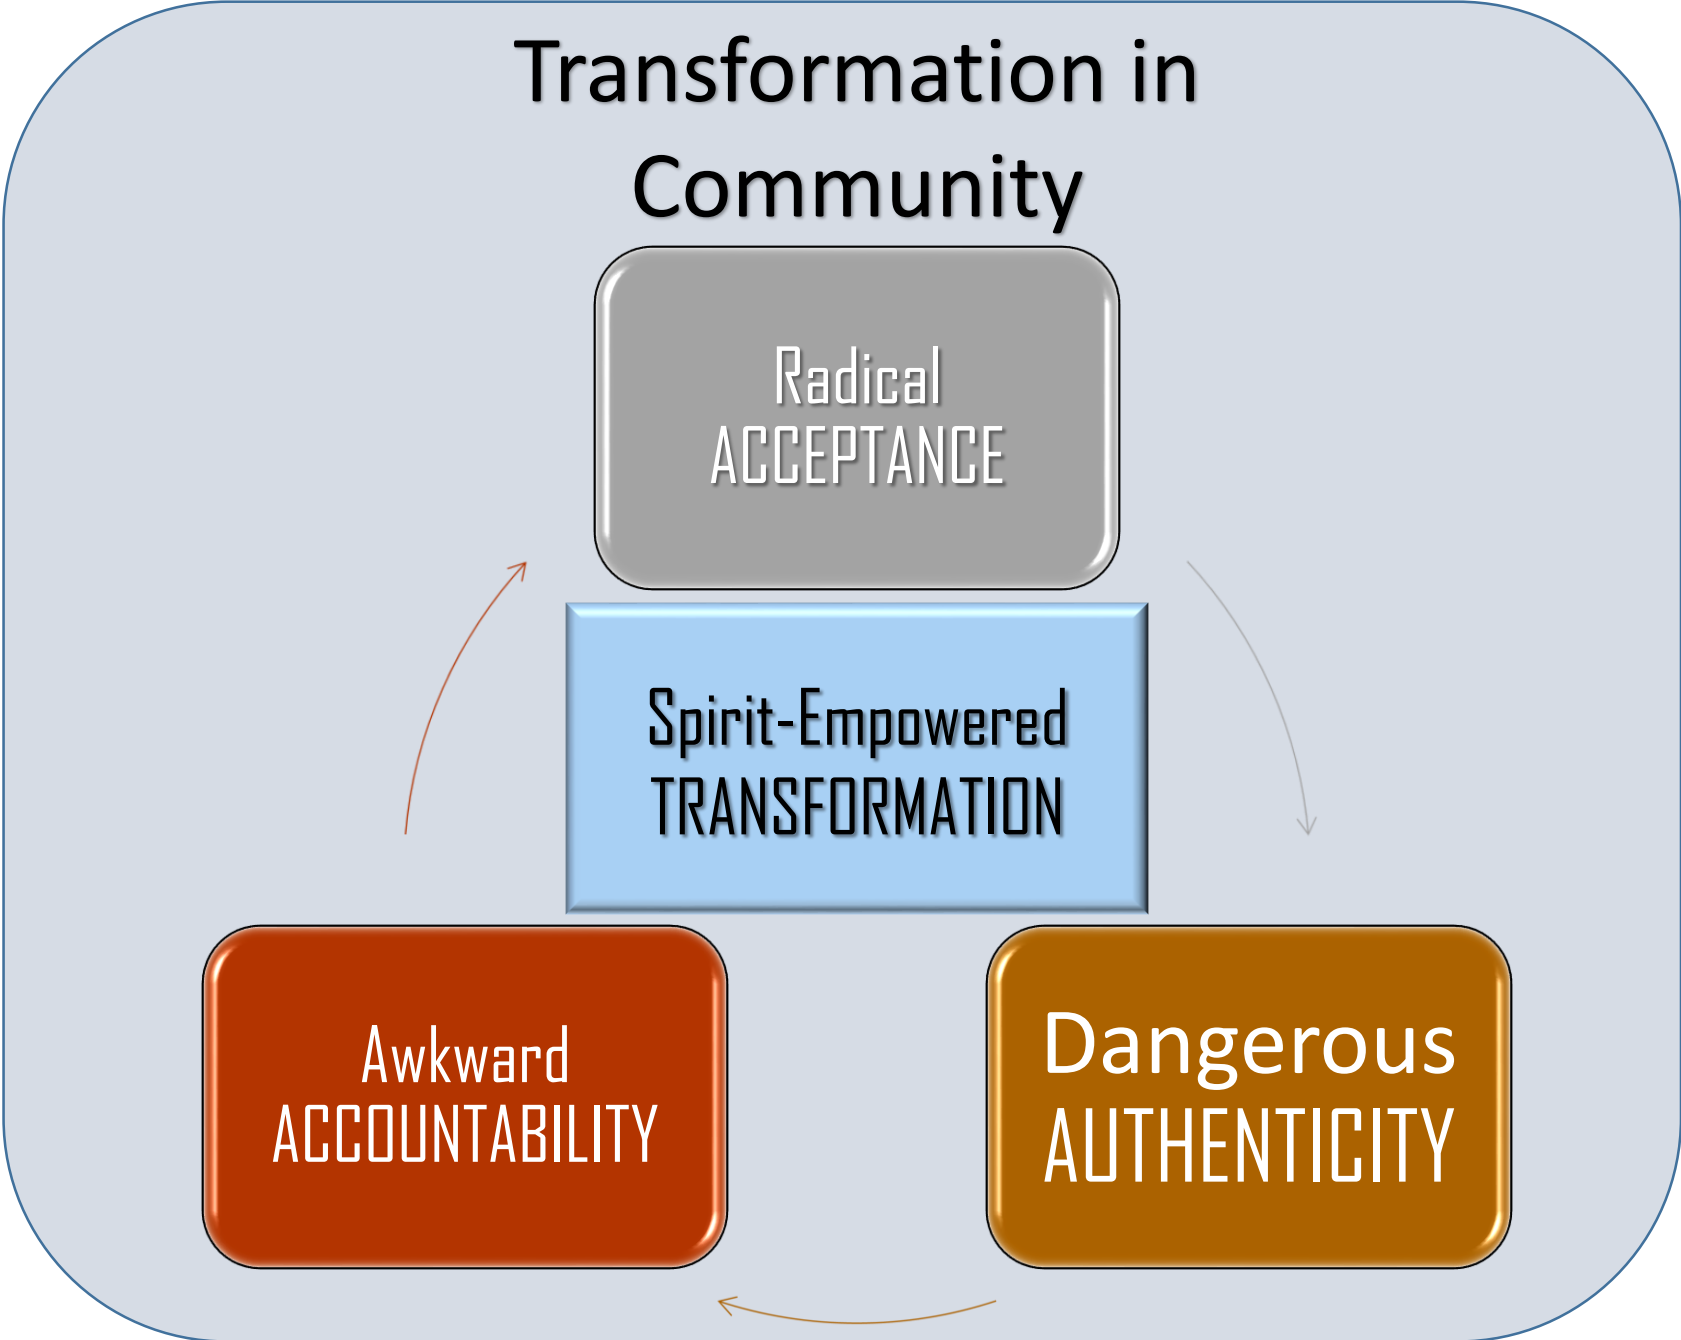 Transformation in
Community
Radical
ACCEPTANCE
Spirit-Empowered
TRANSFORMATION
Awkward
ACCOUNTABILITY
Dangerous
AUTHENTICITY